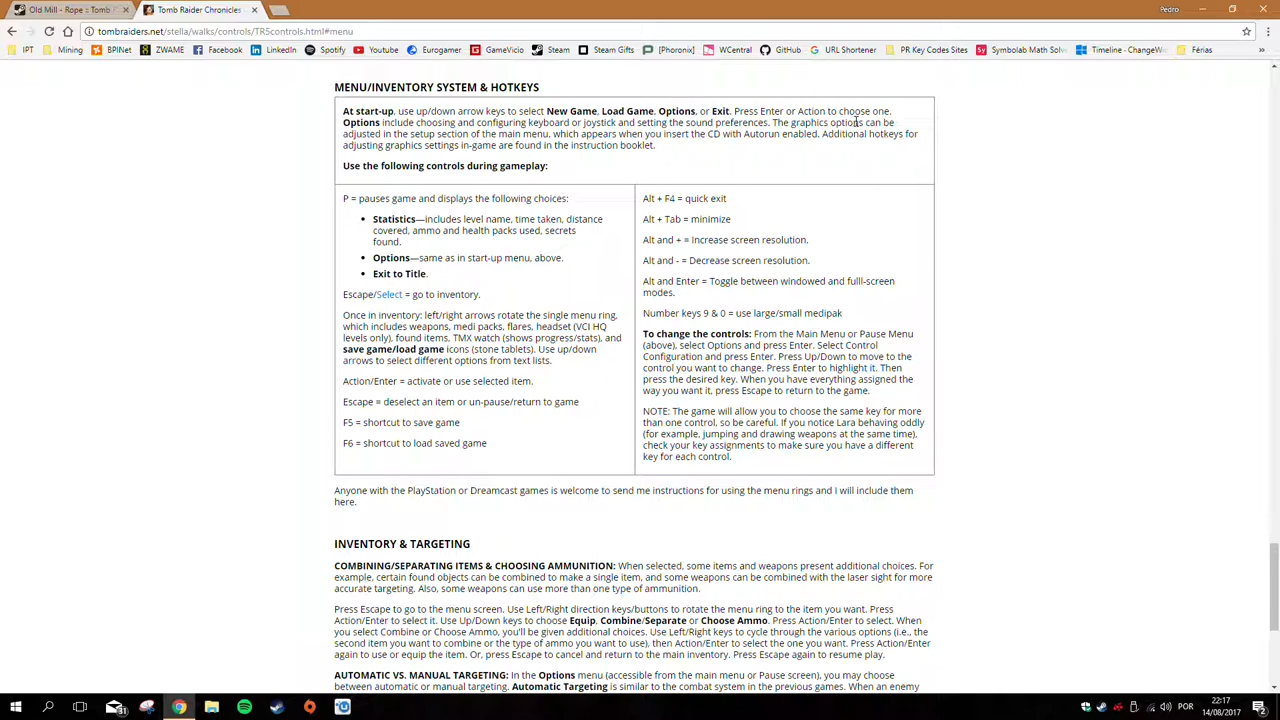 Old Mill - Rope :: Tomb
Tomb Raider Chronicles
Pedro
tombraiders.net/stella/walks/controls/TR5controls.html#menu
IPT Mining BPINet ZWAME Facebook LinkedIn SocialXP Youtube Eurogamer GameVicio Steam Steam Gifts [Phoronix] WCentral GitHub URL Shortener PR Key Codes Sites Symbolab Math Sol Timeline - ChangeW Férias
MENU/INVENTORY SYSTEM & HOTKEYS
At start-up, use up/down arrow keys to select New Game, Load Game, Options, or Exit. Press Enter or Action to choose one.
Options include choosing and configuring keyboard or joystick and setting the sound preferences. The graphics options can be
adjusted in the setup section of the main menu, which appears when you insert the CD with Autorun enabled. Additional hotkeys for
adjusting graphics settings in-game are found in the instruction booklet.
Use the following controls during gameplay:
P = pauses game and displays the following choices:
• Statistics—includes level name, time taken, distance
covered, ammo and health packs used, secrets
found.
• Options—same as in start-up menu, above.
• Exit to Title.
Escape/Select = go to inventory.
Once in inventory: left/right arrows rotate the single menu ring,
which includes weapons, medi packs, flares, headset (VCI HQ
levels only), found items, TMX watch (shows progress/stats), and
save game/load game icons (stone tablets). Use up/down
arrows to select different options from text lists.
Action/Enter = activate or use selected item.
Escape = deselect an item or un-pause/return to game
F5 = shortcut to save game
F6 = shortcut to load saved game
Alt + F4 = quick exit
Alt + Tab = minimize
Alt and + = Increase screen resolution.
Alt and - = Decrease screen resolution.
Alt and Enter = Toggle between windowed and fulll-screen
modes.
Number keys 9 & 0 = use large/small medipak
To change the controls: From the Main Menu or Pause Menu
(above), select Options and press Enter. Select Control
Configuration and press Enter. Press Up/Down to move to the
control you want to change. Press Enter to highlight it. Then
press the desired key. When you have everything assigned the
way you want it, press Escape to return to the game.
NOTE: The game will allow you to choose the same key for more
than one control, so be careful. If you notice Lara behaving oddly
(for example, jumping and drawing weapons at the same time),
check your key assignments to make sure you have a different
key for each control.
Anyone with the PlayStation or Dreamcast games is welcome to send me instructions for using the menu rings and I will include them
here.
INVENTORY & TARGETING
COMBINING/SEPARATING ITEMS & CHOOSING AMMUNITION: When selected, some items and weapons present additional choices. For
example, certain found objects can be combined to make a single item, and some weapons can be combined with the laser sight for more
accurate targeting. Also, some weapons can use more than one type of ammunition.
Press Escape to go to the menu screen. Use Left/Right direction keys/buttons to rotate the menu ring to the item you want. Press
Action/Enter to select it. Use Up/Down keys to choose Equip, Combine/Separate or Choose Ammo. Press Action/Enter to select. When
you select Combine or Choose Ammo, you'll be given additional choices. Use Left/Right keys to cycle through the various options (i.e., the
second item you want to combine or the type of ammo you want to use), then Action/Enter to select the one you want. Press Action/Enter
again to use or equip the item. Or, press Escape to cancel and return to the main inventory. Press Escape again to resume play.
AUTOMATIC VS. MANUAL TARGETING: In the Options menu (accessible from the main menu or Pause screen), you may choose
between automatic or manual targeting. Automatic Targeting is similar to the combat system in the previous games. When an enemy
31
POR
22:17
14/08/2017
2